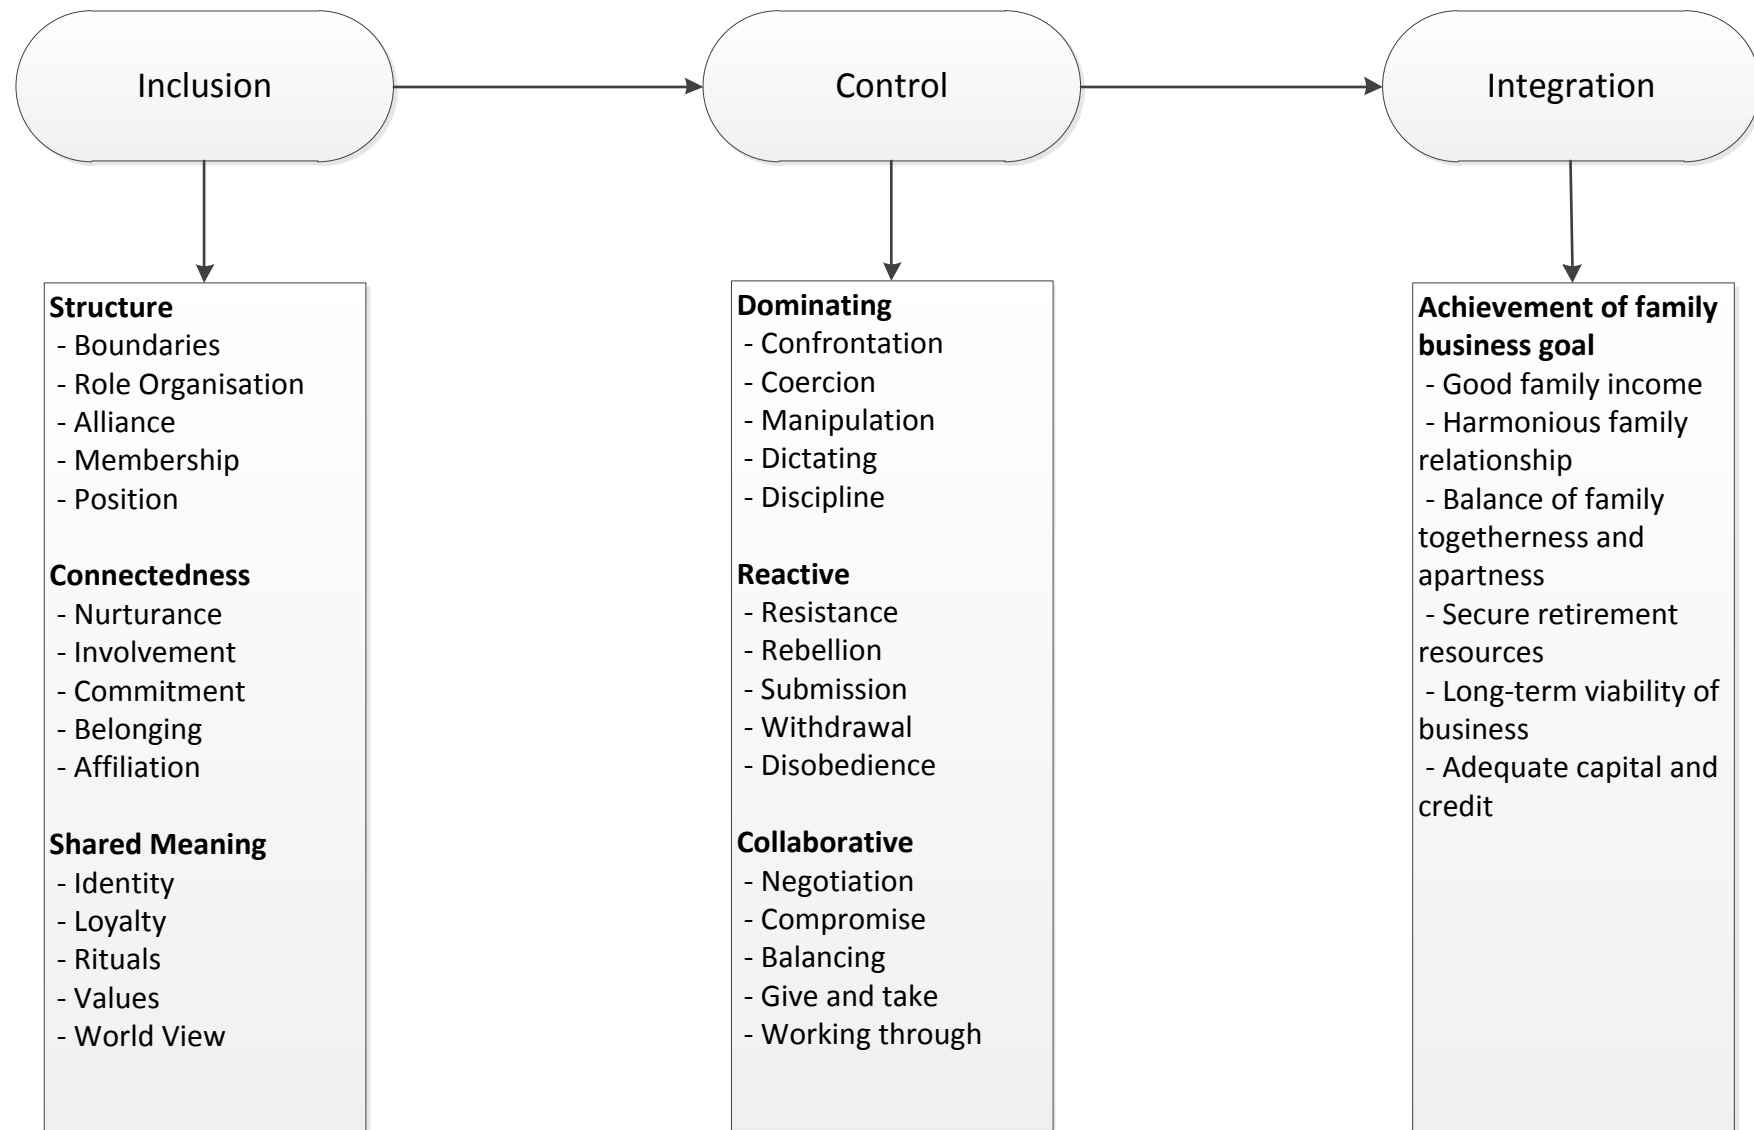 Inclusion
Control
Integration
Structure
- Boundaries
- Role Organisation
- Alliance
- Membership
- Position
Connectedness
- Nurturance
- Involvement
- Commitment
- Belonging
- Affiliation
Shared Meaning
- Identity
- Loyalty
- Rituals
- Values
- World View
Dominating
- Confrontation
- Coercion
- Manipulation
- Dictating
- Discipline
Reactive
- Resistance
- Rebellion
- Submission
- Withdrawal
- Disobedience
Collaborative
- Negotiation
- Compromise
- Balancing
- Give and take
- Working through
Achievement of family
business goal
- Good family income
- Harmonious family
relationship
- Balance of family
togetherness and
apartness
- Secure retirement
resources
- Long-term viability of
business
- Adequate capital and
credit